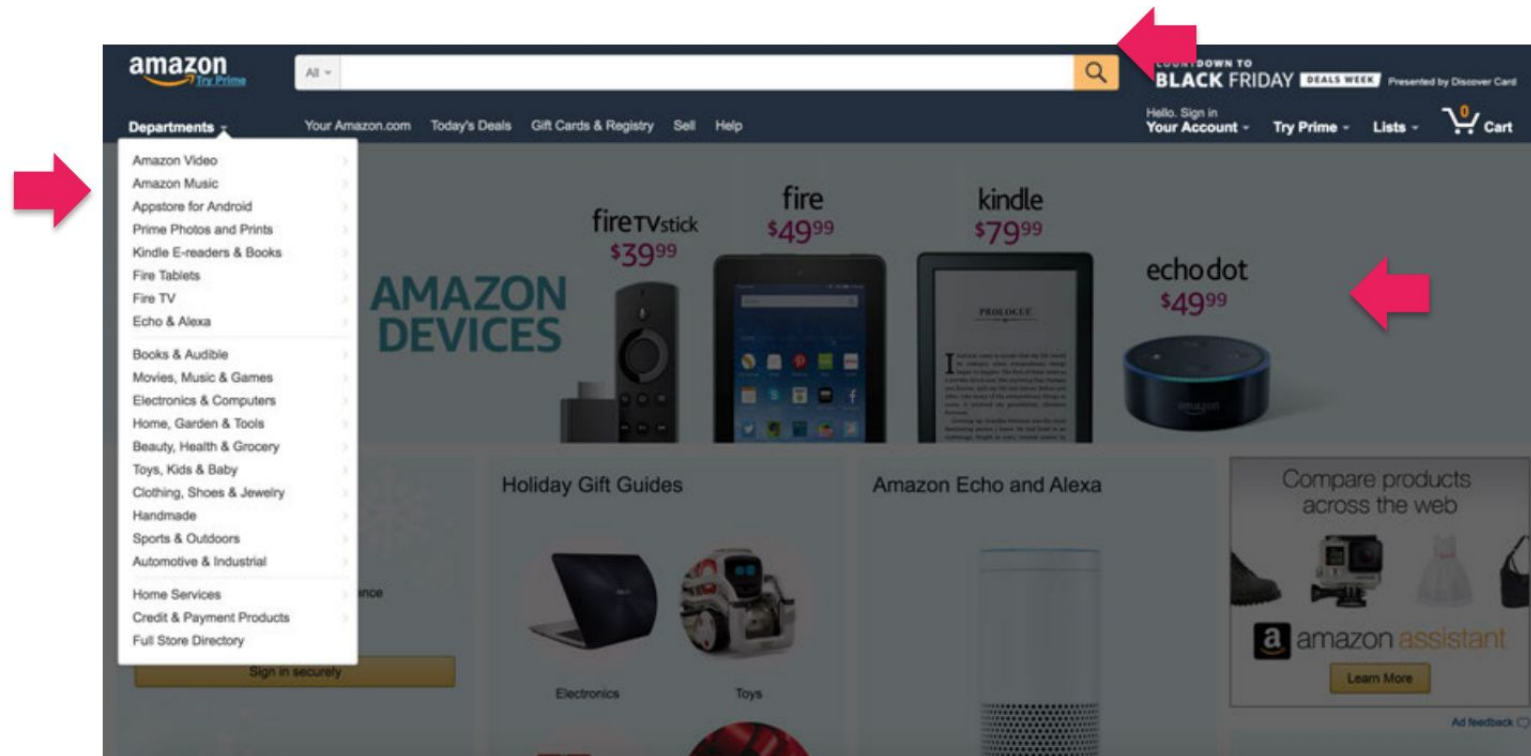 amazon
Try Prime
All
COUNTDOWN TO
BLACK FRIDAY DEALS WEEK Presented by Discover Card
Departments
Your Amazon.com Today's Deals Gift Cards & Registry Sell Help
Hello. Sign in
Your Account Try Prime Lists 0 Cart
Amazon Video
Amazon Music
Appstore for Android
Prime Photos and Prints
Kindle E-readers & Books
Fire Tablets
Fire TV
Echo & Alexa
Books & Audible
Movies, Music & Games
Electronics & Computers
Home, Garden & Tools
Beauty, Health & Grocery
Toys, Kids & Baby
Clothing, Shoes & Jewelry
Handmade
Sports & Outdoors
Automotive & Industrial
Home Services
Credit & Payment Products
Full Store Directory
AMAZON
DEVICES
fireTVstick
$39⁹⁹
fire
$49⁹⁹
kindle
$79⁹⁹
PROLOGUE
echo dot
$49⁹⁹
amazon
Sign in securely
Holiday Gift Guides
Electronics
Toys
Amazon Echo and Alexa
Compare products
across the web
a amazon assistant
Learn More
Ad feedback